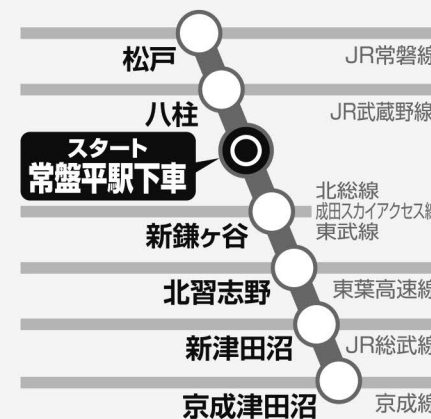 松戸
JR常磐線
八柱
JR武蔵野線
スタート
常盤平駅下車
北総線
成田スカイアクセス線
東武線
新鎌ヶ谷
北習志野
東葉高速線
新津田沼
JR総武線
京成津田沼
京成線